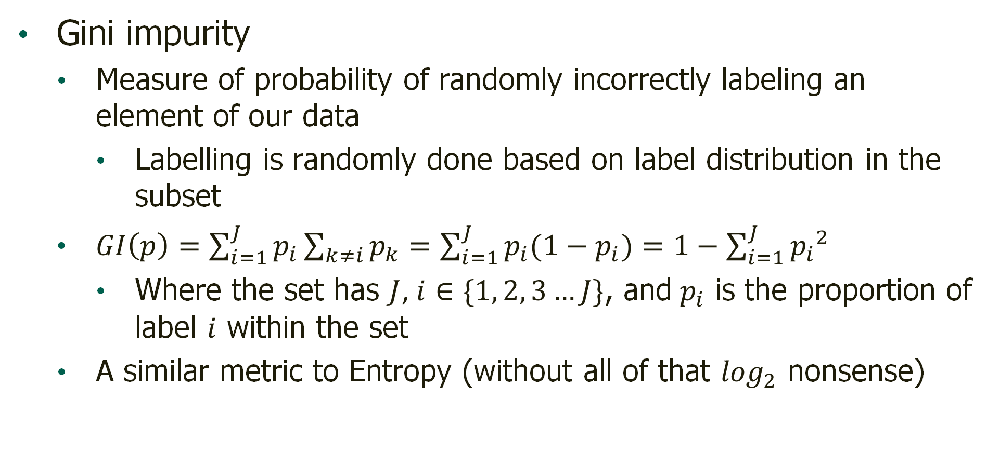 • Gini impurity
• Measure of probability of randomly incorrectly labeling an
element of our data
• Labelling is randomly done based on label distribution in the
subset
• $GI(p) = \sum_{i=1}^{J} p_i \sum_{k \neq i} p_k = \sum_{i=1}^{J} p_i(1 - p_i) = 1 - \sum_{i=1}^{J} {p_i}^2$
• Where the set has $J, i \in \{1, 2, 3 \ldots J\}$, and $p_i$ is the proportion of
label $i$ within the set
• A similar metric to Entropy (without all of that $log_2$ nonsense)